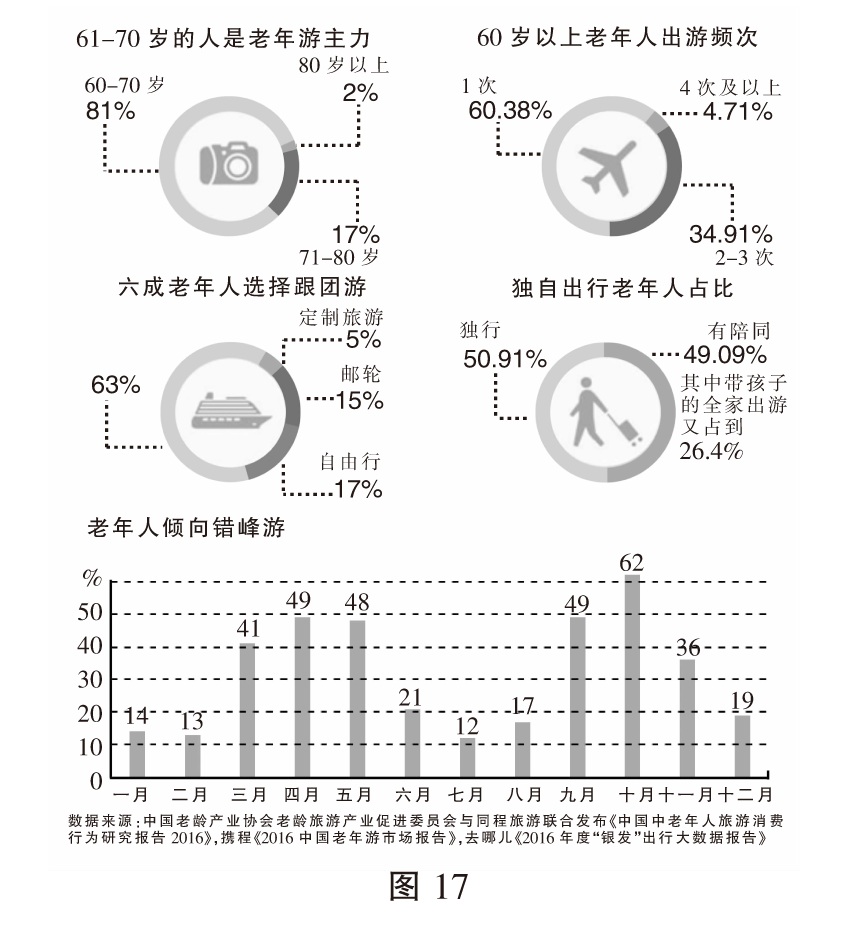 61–70 岁的人是老年游主力
60–70 岁
81%
80 岁以上
2%
17%
71–80 岁
60 岁以上老年人出游频次
1 次
60.38%
4 次及以上
4.71%
34.91%
2–3 次
六成老年人选择跟团游
定制旅游
5%
63%
邮轮
15%
自由行
17%
独自出行老年人占比
独行
50.91%
有陪同
49.09%
其中带孩子
的全家出游
又占到
26.4%
老年人倾向错峰游
%
50
40
30
20
10
0
14
13
41
49
48
21
12
17
49
62
36
19
一月 二月 三月 四月 五月 六月 七月 八月 九月 十月 十一月 十二月
数据来源:中国老龄产业协会老龄旅游产业促进委员会与同程旅游联合发布《中国中老年人旅游消费
行为研究报告 2016》,携程《2016 中国老年游市场报告》,去哪儿《2016 年度“银发”出行大数据报告》
图 17